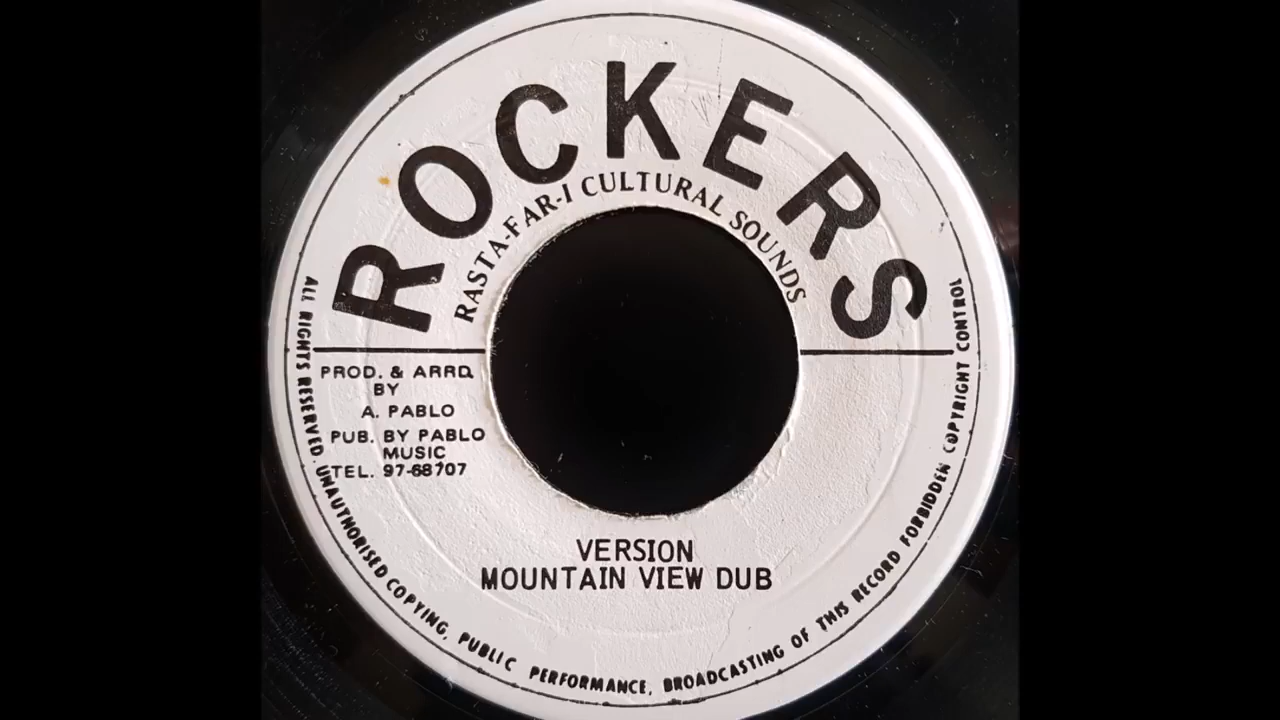 ROCKERS
RASTA-FAR-I CULTURAL SOUNDS
PROD. & ARRD.
BY
A. PABLO
PUB. BY PABLO
MUSIC
TEL. 97-68707
VERSION
MOUNTAIN VIEW DUB
ALL RIGHTS RESERVED. UNAUTHORISED COPYING, PUBLIC PERFORMANCE, BROADCASTING OF THIS RECORD FORBIDDEN COPYRIGHT CONTROL